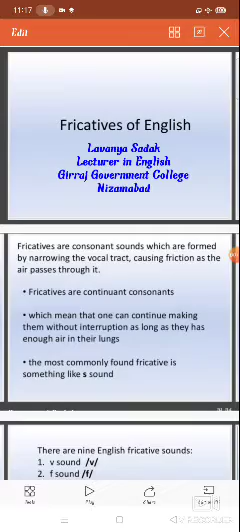 11:17
Edit
Fricatives of English
Lavanya Sadak
Lecturer in English
Girraj Government College
Nizamabad
Fricatives are consonant sounds which are formed
by narrowing the vocal tract, causing friction as the
air passes through it.
• Fricatives are continuant consonants
• which mean that one can continue making
them without interruption as long as they has
enough air in their lungs
• the most commonly found fricative is
something like s sound
There are nine English fricative sounds:
1. v sound /v/
2. f sound /f/
Tools
Play
Share